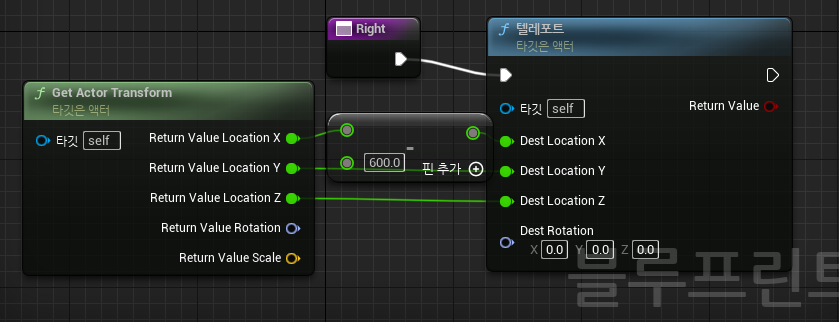 Right
f 텔레포트
타깃은 액터
타깃 self
Return Value
Dest Location X
Dest Location Y
Dest Location Z
Dest Rotation
X 0.0 Y 0.0 Z 0.0
f Get Actor Transform
타깃은 액터
타깃 self
Return Value Location X
Return Value Location Y
Return Value Location Z
Return Value Rotation
Return Value Scale
-
600.0
핀 추가 +
블루프린트